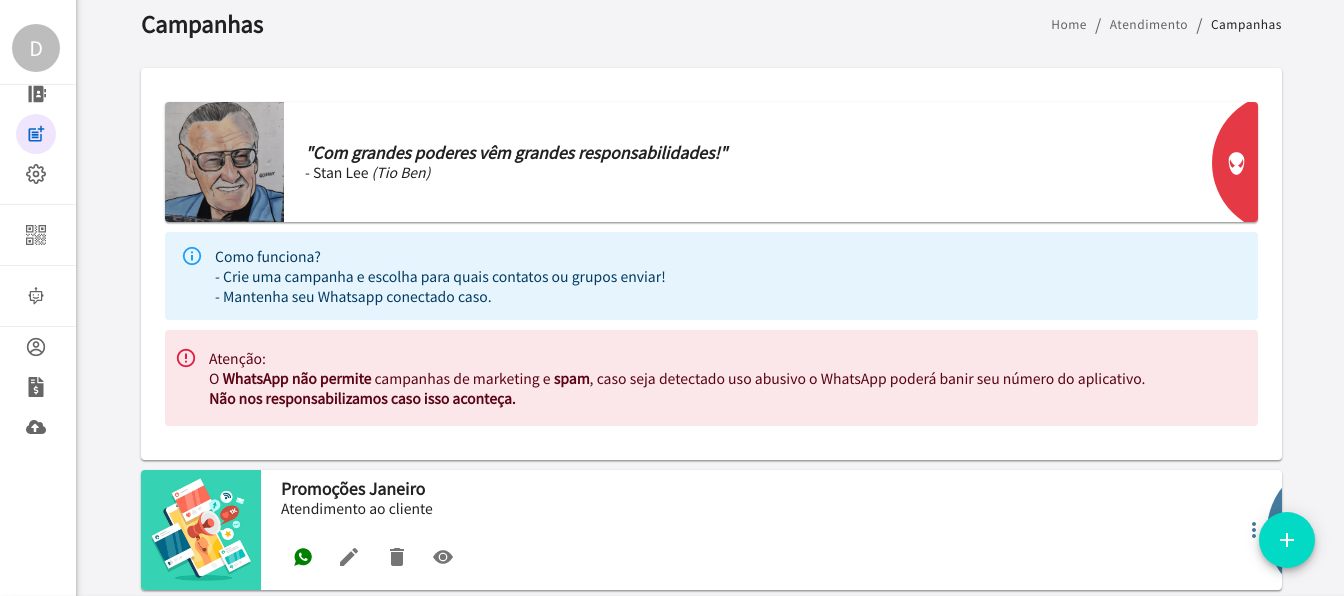 D
Campanhas
Home / Atendimento / Campanhas
"Com grandes poderes vêm grandes responsabilidades!"
- Stan Lee (Tio Ben)
Como funciona?
- Crie uma campanha e escolha para quais contatos ou grupos enviar!
- Mantenha seu Whatsapp conectado caso.
Atenção:
O WhatsApp não permite campanhas de marketing e spam, caso seja detectado uso abusivo o WhatsApp poderá banir seu número do aplicativo.
Não nos responsabilizamos caso isso aconteça.
Promoções Janeiro
Atendimento ao cliente